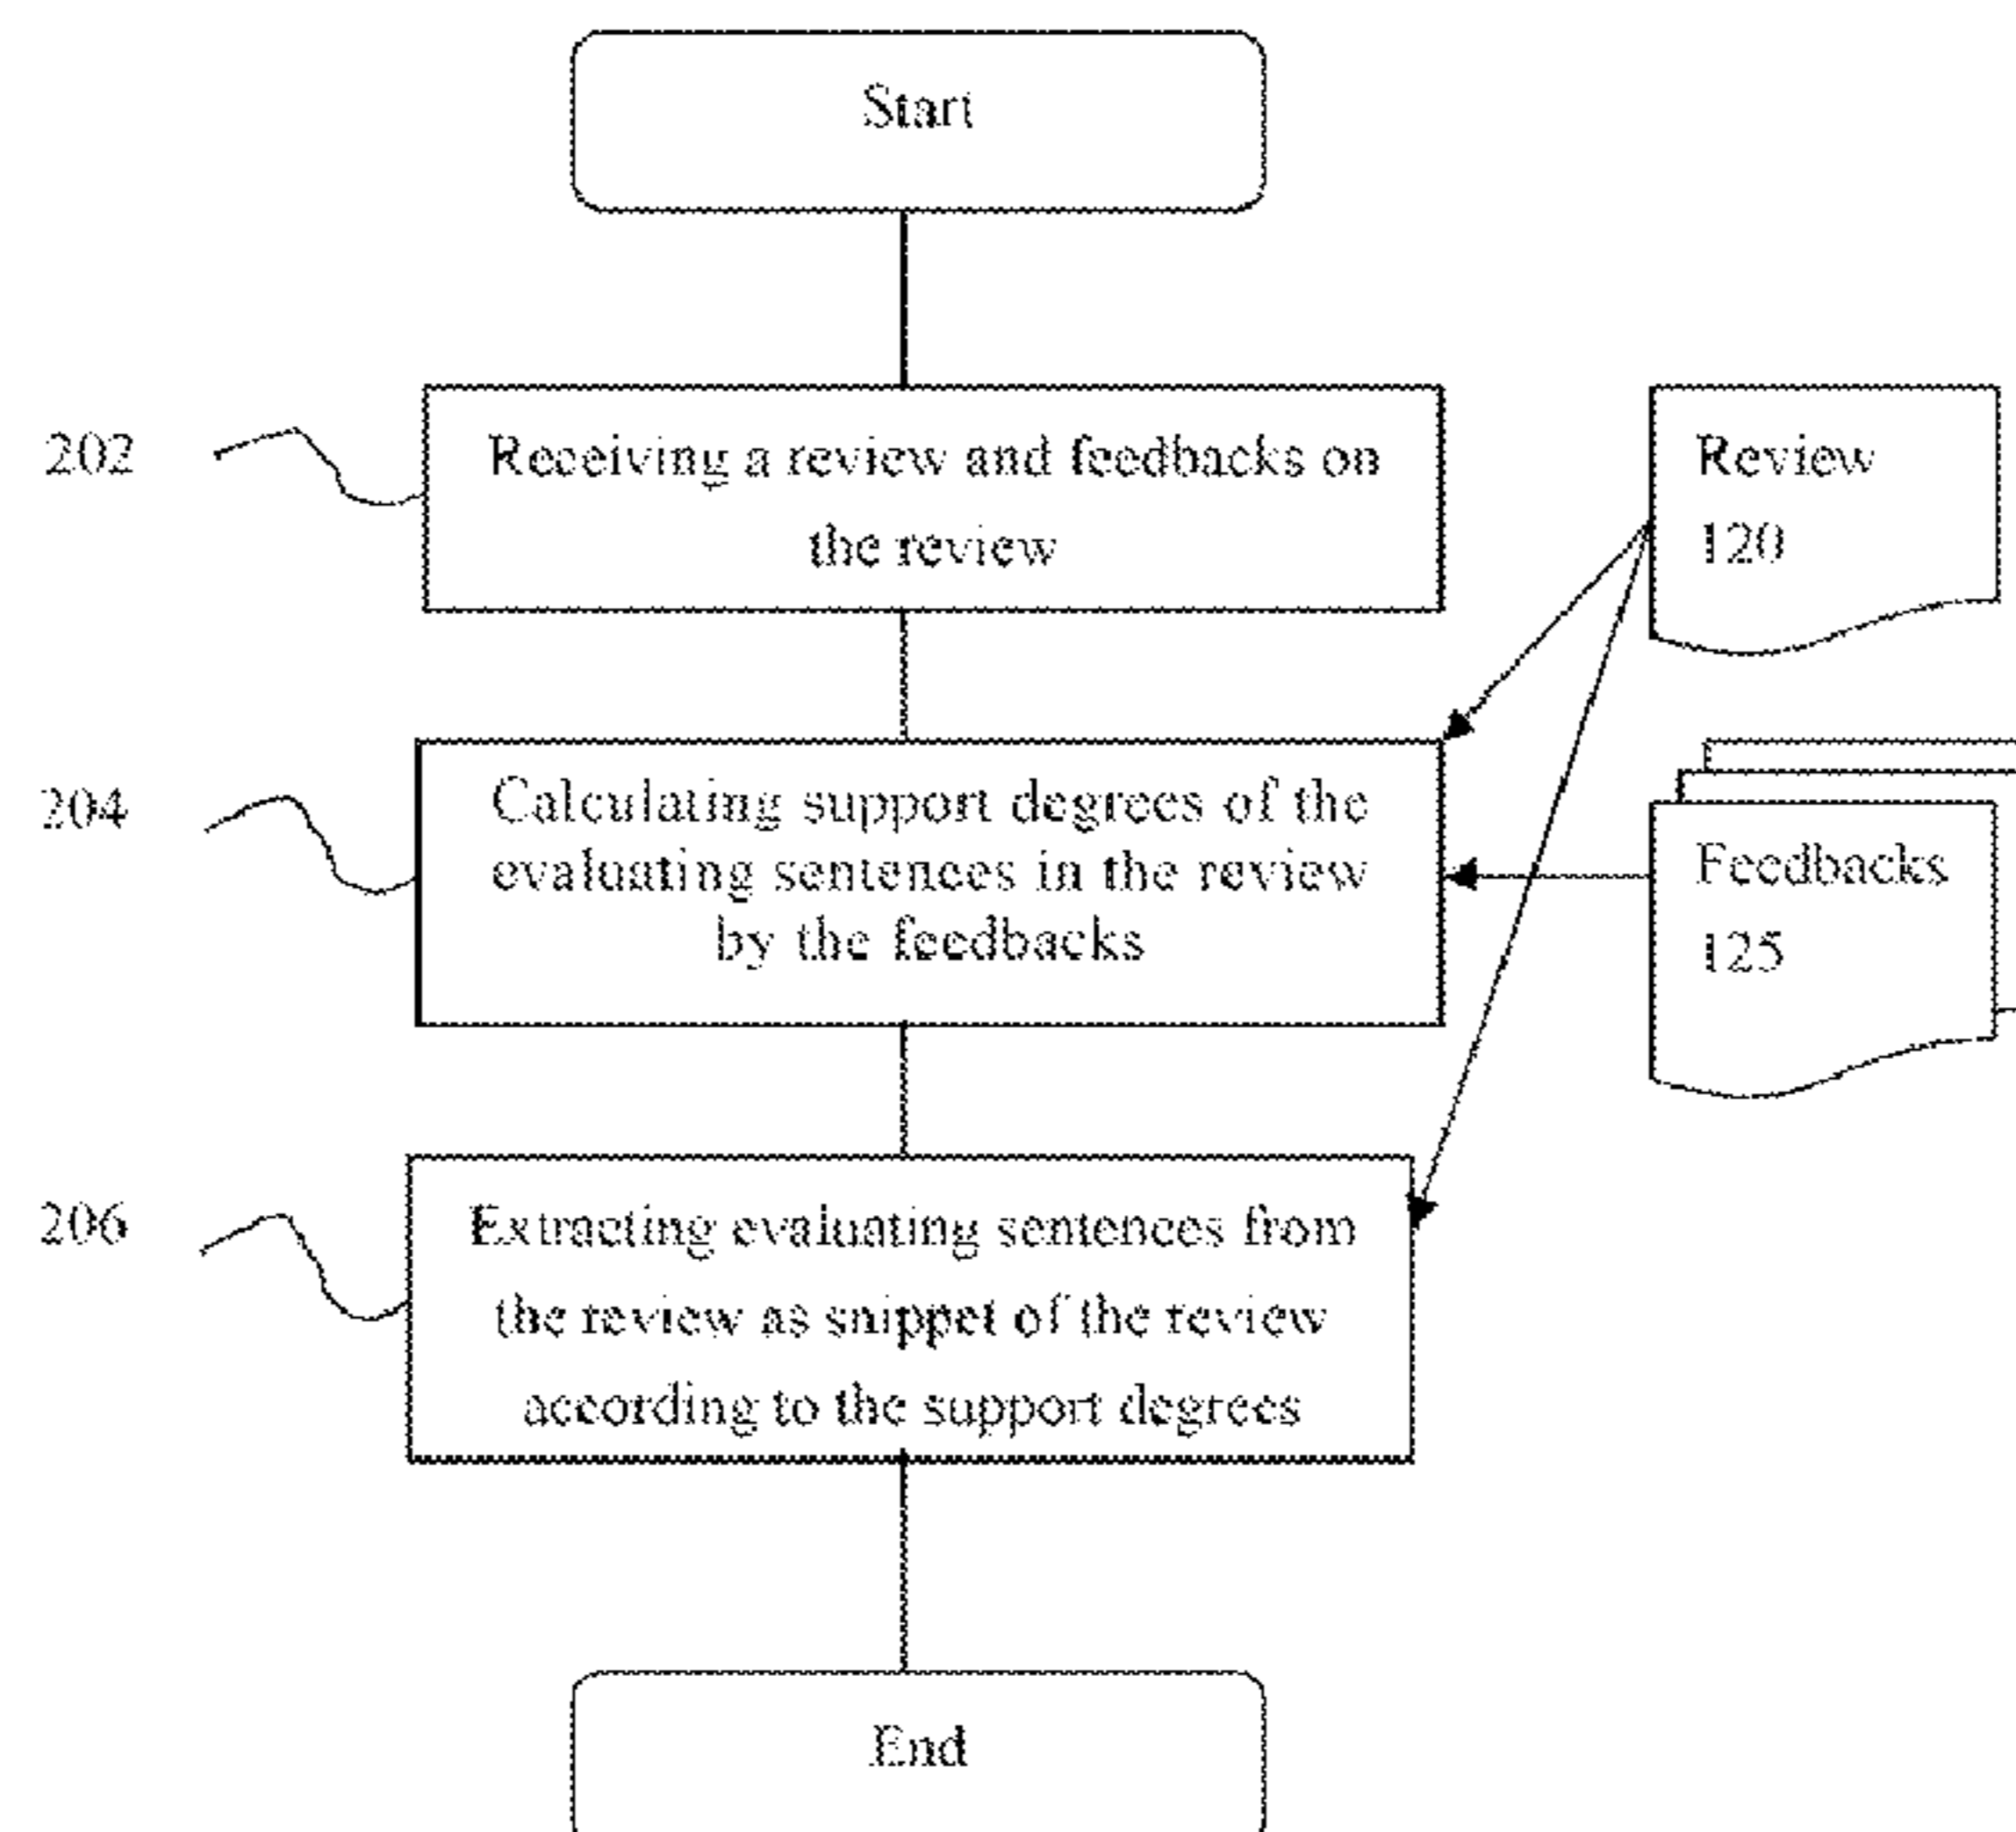 Start
202
Receiving a review and feedbacks on
the review
Review
120
204
Calculating support degrees of the
evaluating sentences in the review
by the feedbacks
Feedbacks
125
206
Extracting evaluating sentences from
the review as snippet of the review
according to the support degrees
End